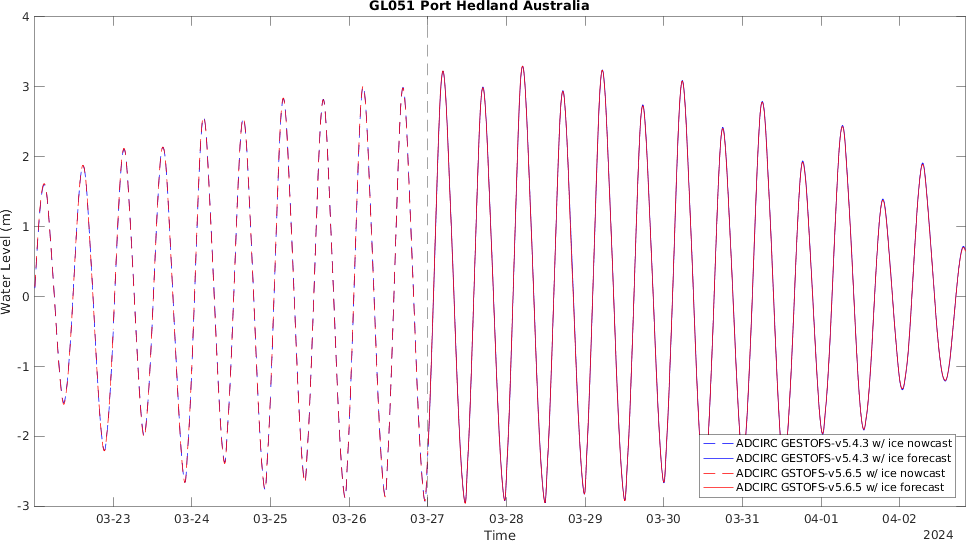 GL051 Port Hedland Australia
4
3
2
1
0
-1
-2
-3
Water Level (m)
03-23
03-24
03-25
03-26
03-27
03-28
03-29
03-30
03-31
04-01
04-02
Time
2024
ADCIRC GESTOFS-v5.4.3 w/ ice nowcast
ADCIRC GESTOFS-v5.4.3 w/ ice forecast
ADCIRC GSTOFS-v5.6.5 w/ ice nowcast
ADCIRC GSTOFS-v5.6.5 w/ ice forecast